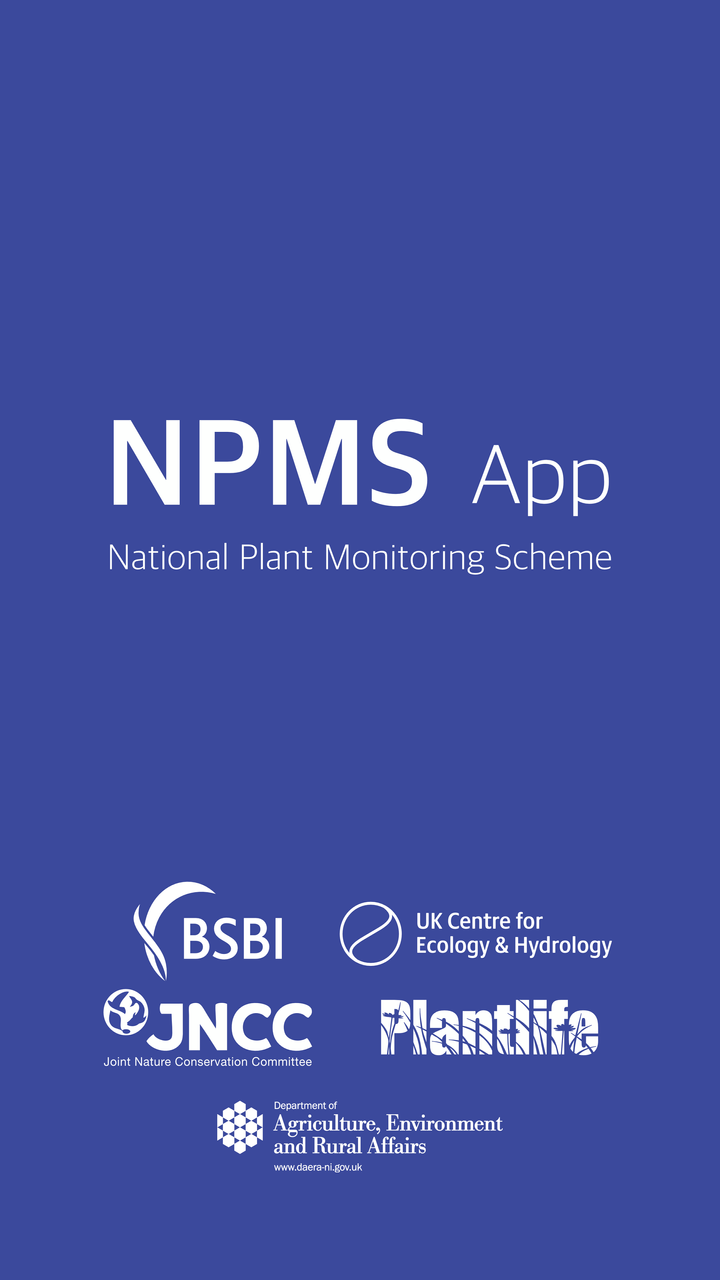 NPMS App
National Plant Monitoring Scheme
BSBI
UK Centre for
Ecology & Hydrology
JNCC
Joint Nature Conservation Committee
Plantlife
Department of
Agriculture, Environment
and Rural Affairs
www.daera-ni.gov.uk